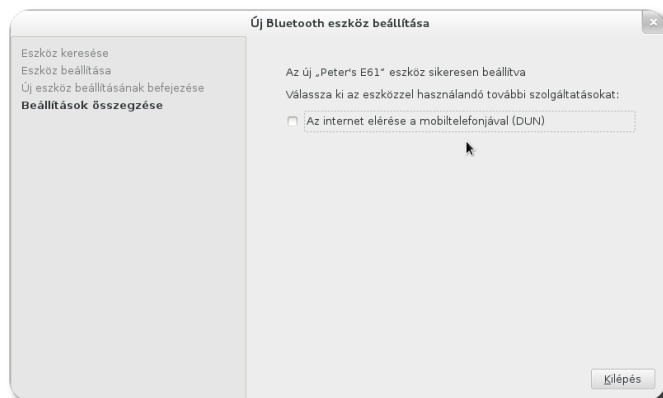 Új Bluetooth eszköz beállítása
Eszköz keresése
Eszköz beállítása
Új eszköz beállításának befejezése
Beállítások összegzése
Az új „Peter's E61” eszköz sikeresen beállítva
Válassza ki az eszközzel használandó további szolgáltatásokat:
Az internet elérése a mobiltelefonjával (DUN)
Kilépés